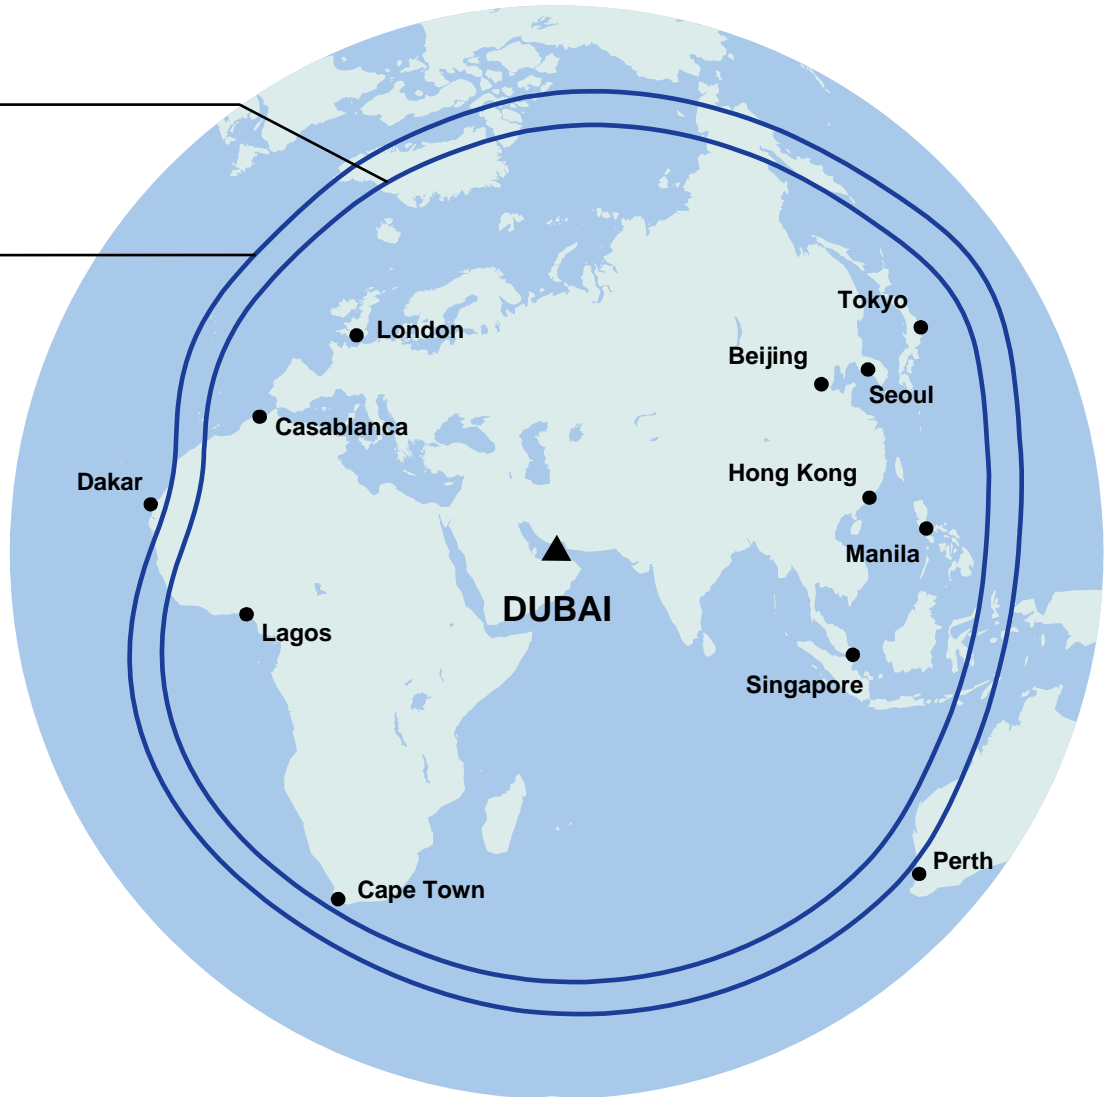 Tokyo
London
Beijing
Seoul
Casablanca
Hong Kong
Dakar
Manila
DUBAI
Lagos
Singapore
Perth
Cape Town